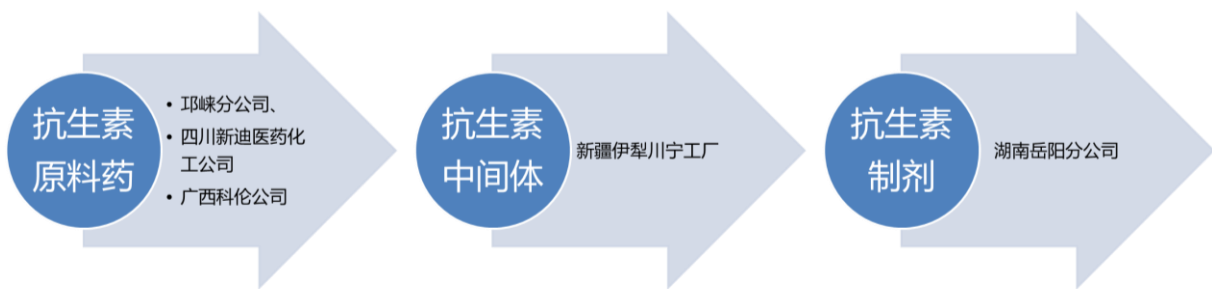 抗生素
原料药
• 邛崃分公司、
• 四川新迪医药化
工公司
• 广西科伦公司
抗生素
中间体
新疆伊犁川宁工厂
抗生素
制剂
湖南岳阳分公司